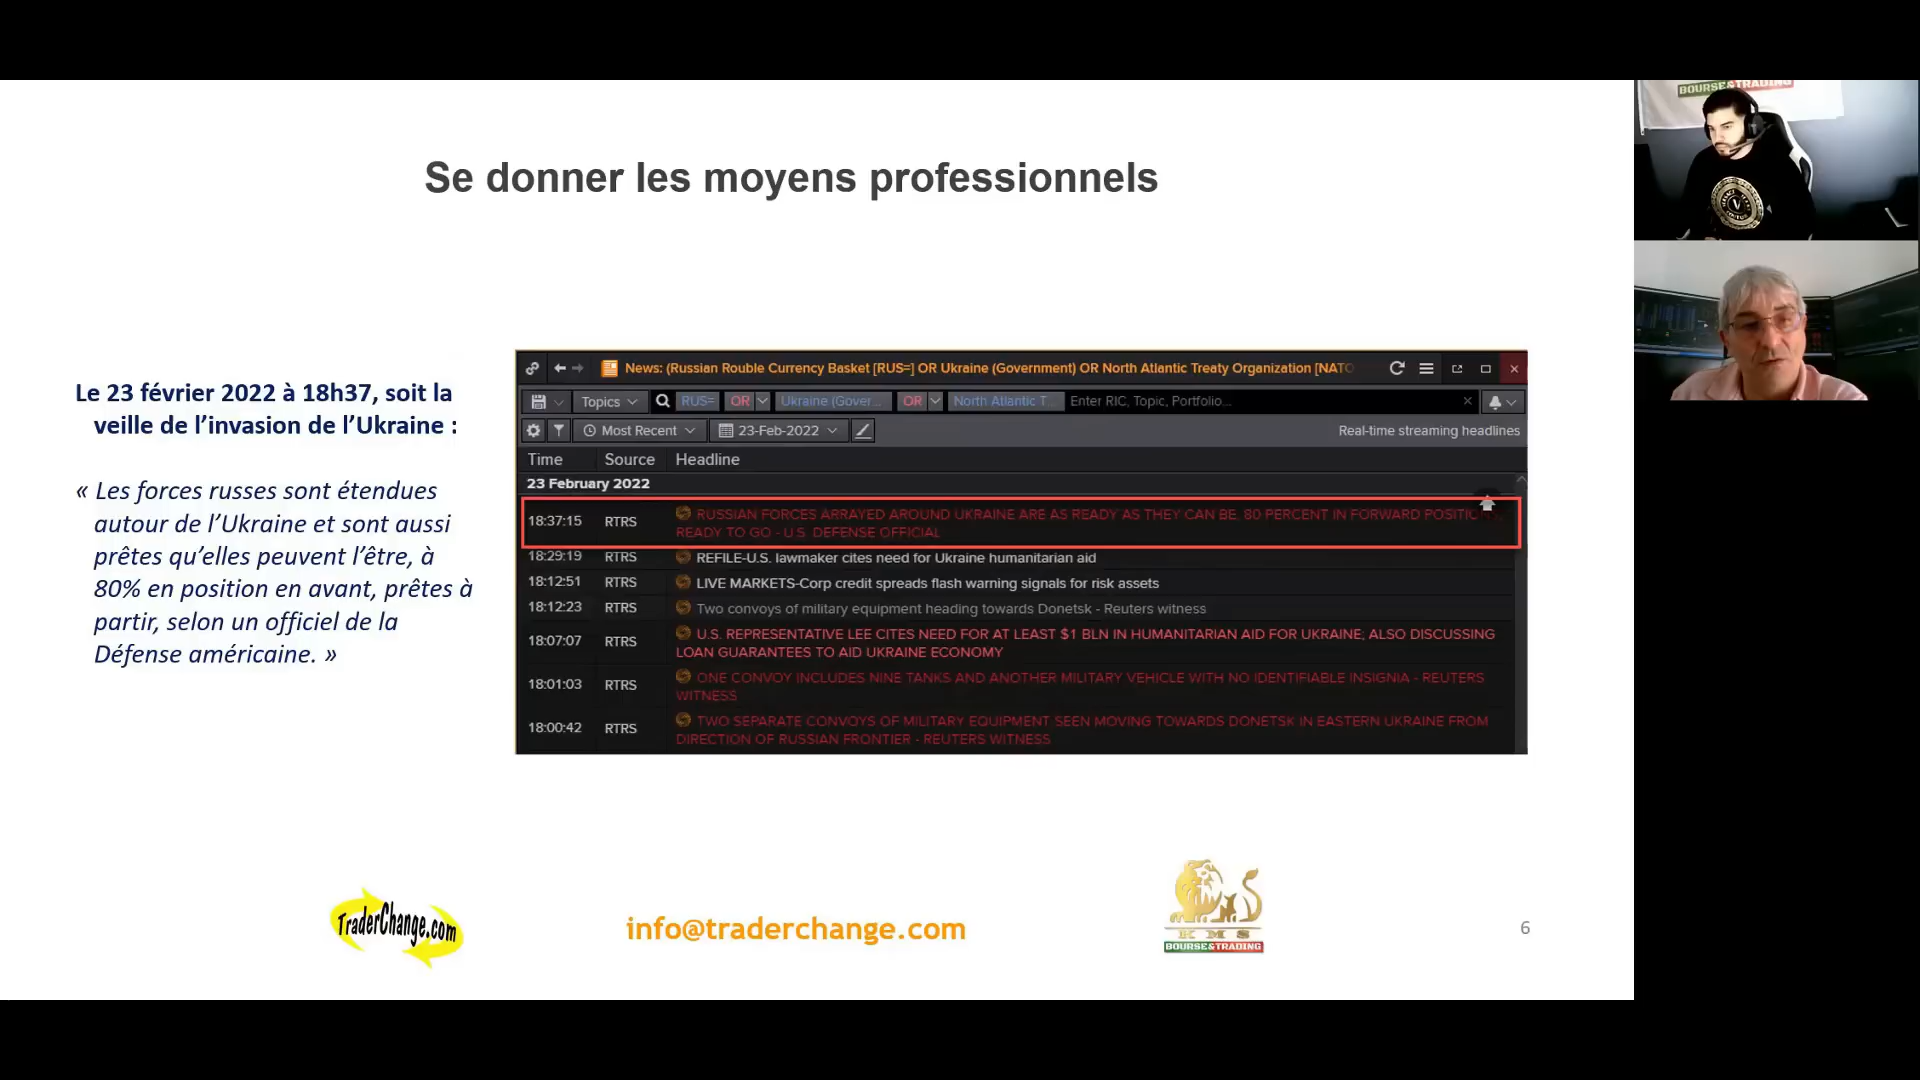 BOURSE&TRADING
Se donner les moyens professionnels
Le 23 février 2022 à 18h37, soit la
veille de l’invasion de l’Ukraine :
« Les forces russes sont étendues
autour de l’Ukraine et sont aussi
prêtes qu’elles peuvent l’être, à
80% en position en avant, prêtes à
partir, selon un officiel de la
Défense américaine. »
News: (Russian Rouble Currency Basket [RUS=] OR Ukraine (Government) OR North Atlantic Treaty Organization [NATO
Topics RUS= OR Ukraine (Gover... OR North Atlantic T... Enter RIC, Topic, Portfolio...
Most Recent 23-Feb-2022 Real-time streaming headlines
Time Source Headline
23 February 2022
18:37:15 RTRS RUSSIAN FORCES ARRAYED AROUND UKRAINE ARE AS READY AS THEY CAN BE, 80 PERCENT IN FORWARD POSITION,
READY TO GO - U.S. DEFENSE OFFICIAL
18:29:19 RTRS REFILE-U.S. lawmaker cites need for Ukraine humanitarian aid
18:12:51 RTRS LIVE MARKETS-Corp credit spreads flash warning signals for risk assets
18:12:23 RTRS Two convoys of military equipment heading towards Donetsk - Reuters witness
18:07:07 RTRS U.S. REPRESENTATIVE LEE CITES NEED FOR AT LEAST $1 BLN IN HUMANITARIAN AID FOR UKRAINE; ALSO DISCUSSING
LOAN GUARANTEES TO AID UKRAINE ECONOMY
18:01:03 RTRS ONE CONVOY INCLUDES NINE TANKS AND ANOTHER MILITARY VEHICLE WITH NO IDENTIFIABLE INSIGNIA - REUTERS
WITNESS
18:00:42 RTRS TWO SEPARATE CONVOYS OF MILITARY EQUIPMENT SEEN MOVING TOWARDS DONETSK IN EASTERN UKRAINE FROM
DIRECTION OF RUSSIAN FRONTIER - REUTERS WITNESS
TraderChange.com
info@traderchange.com
KMS
BOURSE&TRADING
6